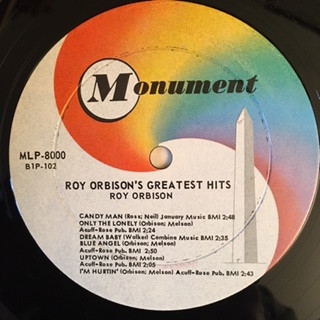 Monument
MLP-8000
B1P-102
ROY ORBISON'S GREATEST HITS
ROY ORBISON
CANDY MAN (Ross; Neil) January Music BMI 2:48
ONLY THE LONELY (Orbison; Melson)
Acuff-Rose Pub. BMI 2:24
DREAM BABY (Walker) Combine Music BMI 2:35
BLUE ANGEL (Orbison; Melson)
Acuff-Rose Pub. BMI 2:50
UPTOWN (Orbison; Melson)
Acuff-Rose Pub. BMI 2:05
I'M HURTIN' (Orbison; Melson) Acuff-Rose Pub. BMI 2:43